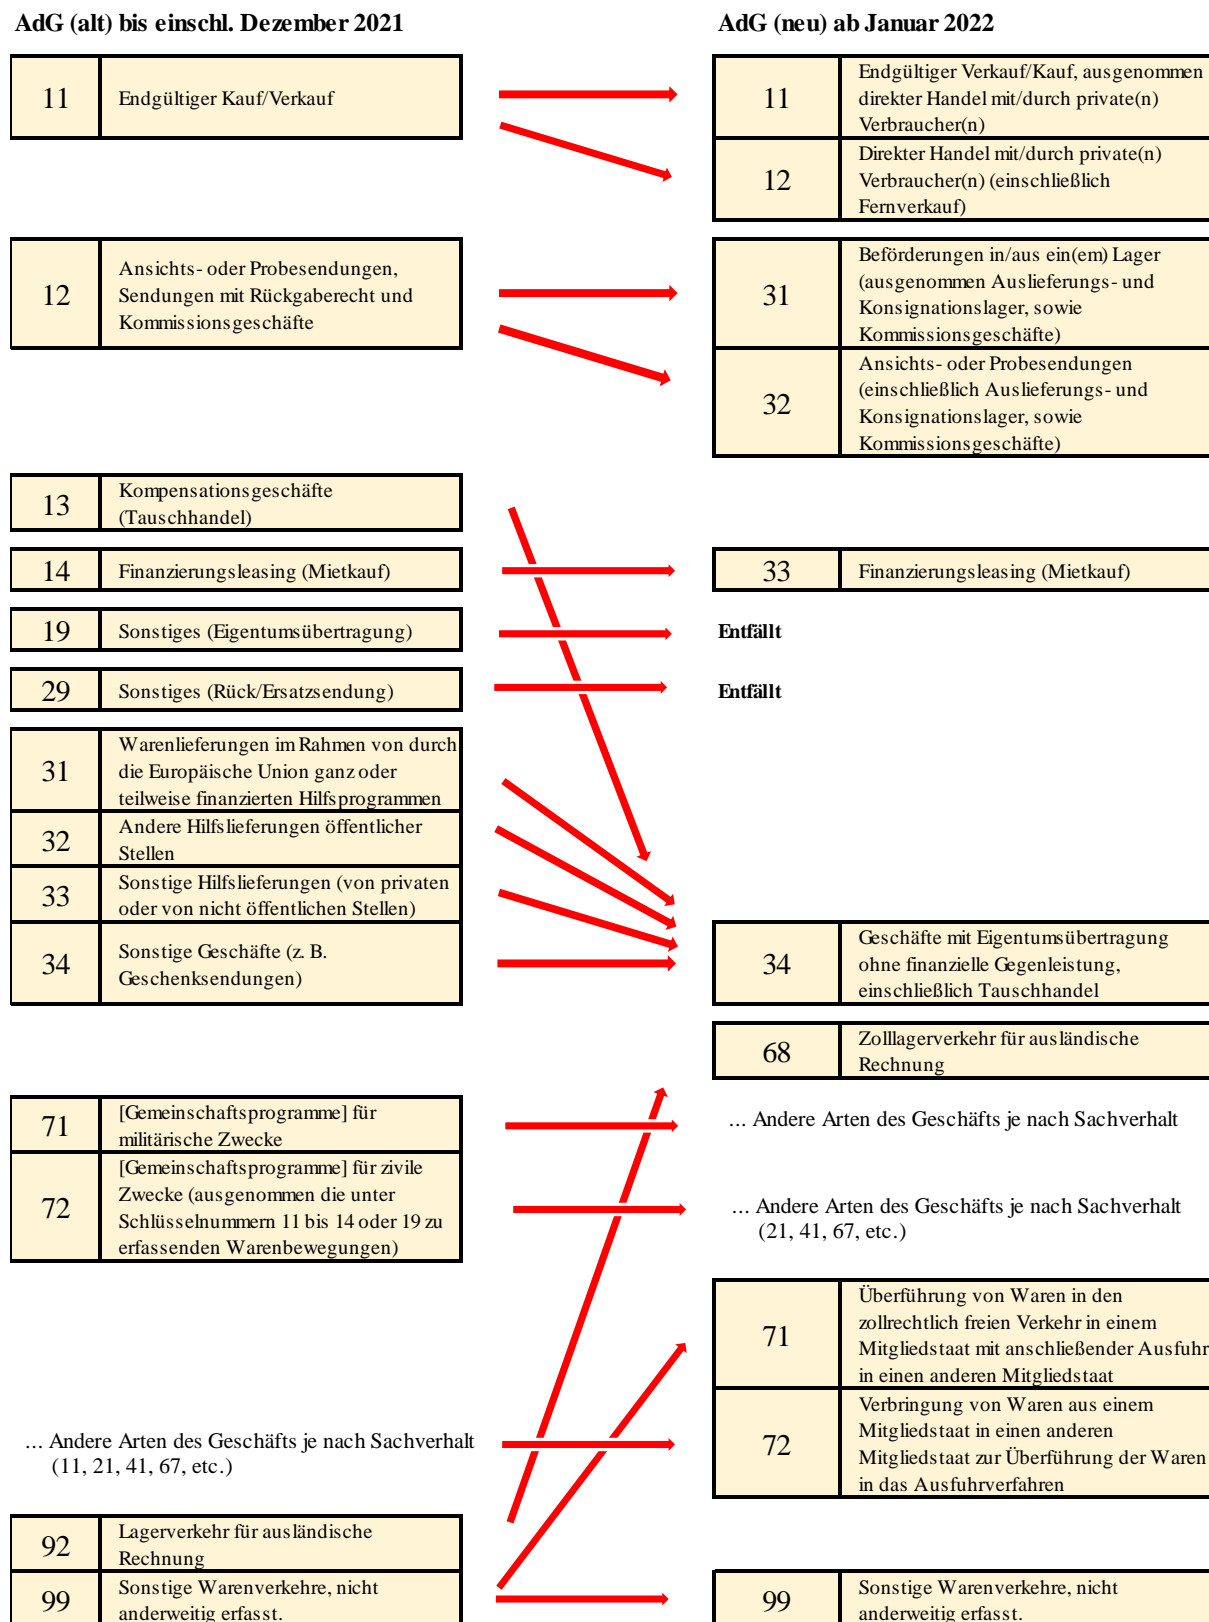 AdG (alt) bis einschl. Dezember 2021
AdG (neu) ab Januar 2022
11
Endgültiger Kauf/Verkauf
11
Endgültiger Verkauf/Kauf, ausgenommen
direkter Handel mit/durch private(n)
Verbraucher(n)
12
Direkter Handel mit/durch private(n)
Verbraucher(n) (einschließlich
Fernverkauf)
12
Ansichts- oder Probesendungen,
Sendungen mit Rückgaberecht und
Kommissionsgeschäfte
31
Beförderungen in/aus ein(em) Lager
(ausgenommen Auslieferungs- und
Konsignationslager, sowie
Kommissionsgeschäfte)
32
Ansichts- oder Probesendungen
(einschließlich Auslieferungs- und
Konsignationslager, sowie
Kommissionsgeschäfte)
13
Kompensationsgeschäfte
(Tauschhandel)
14
Finanzierungsleasing (Mietkauf)
33
Finanzierungsleasing (Mietkauf)
19
Sonstiges (Eigentumsübertragung)
Entfällt
29
Sonstiges (Rück/Ersatzsendung)
Entfällt
31
Warenlieferungen im Rahmen von durch
die Europäische Union ganz oder
teilweise finanzierten Hilfsprogrammen
32
Andere Hilfslieferungen öffentlicher
Stellen
33
Sonstige Hilfslieferungen (von privaten
oder von nicht öffentlichen Stellen)
34
Sonstige Geschäfte (z. B.
Geschenksendungen)
34
Geschäfte mit Eigentumsübertragung
ohne finanzielle Gegenleistung,
einschließlich Tauschhandel
68
Zolllagerverkehr für ausländische
Rechnung
71
[Gemeinschaftsprogramme] für
militärische Zwecke
… Andere Arten des Geschäfts je nach Sachverhalt
72
[Gemeinschaftsprogramme] für zivile
Zwecke (ausgenommen die unter
Schlüsselnummern 11 bis 14 oder 19 zu
erfassenden Warenbewegungen)
… Andere Arten des Geschäfts je nach Sachverhalt
(21, 41, 67, etc.)
71
Überführung von Waren in den
zollrechtlich freien Verkehr in einem
Mitgliedstaat mit anschließender Ausfuhr
in einen anderen Mitgliedstaat
… Andere Arten des Geschäfts je nach Sachverhalt
(11, 21, 41, 67, etc.)
72
Verbringung von Waren aus einem
Mitgliedstaat in einen anderen
Mitgliedstaat zur Überführung der Waren
in das Ausfuhrverfahren
92
Lagerverkehr für ausländische
Rechnung
99
Sonstige Warenverkehre, nicht
anderweitig erfasst.
99
Sonstige Warenverkehre, nicht
anderweitig erfasst.